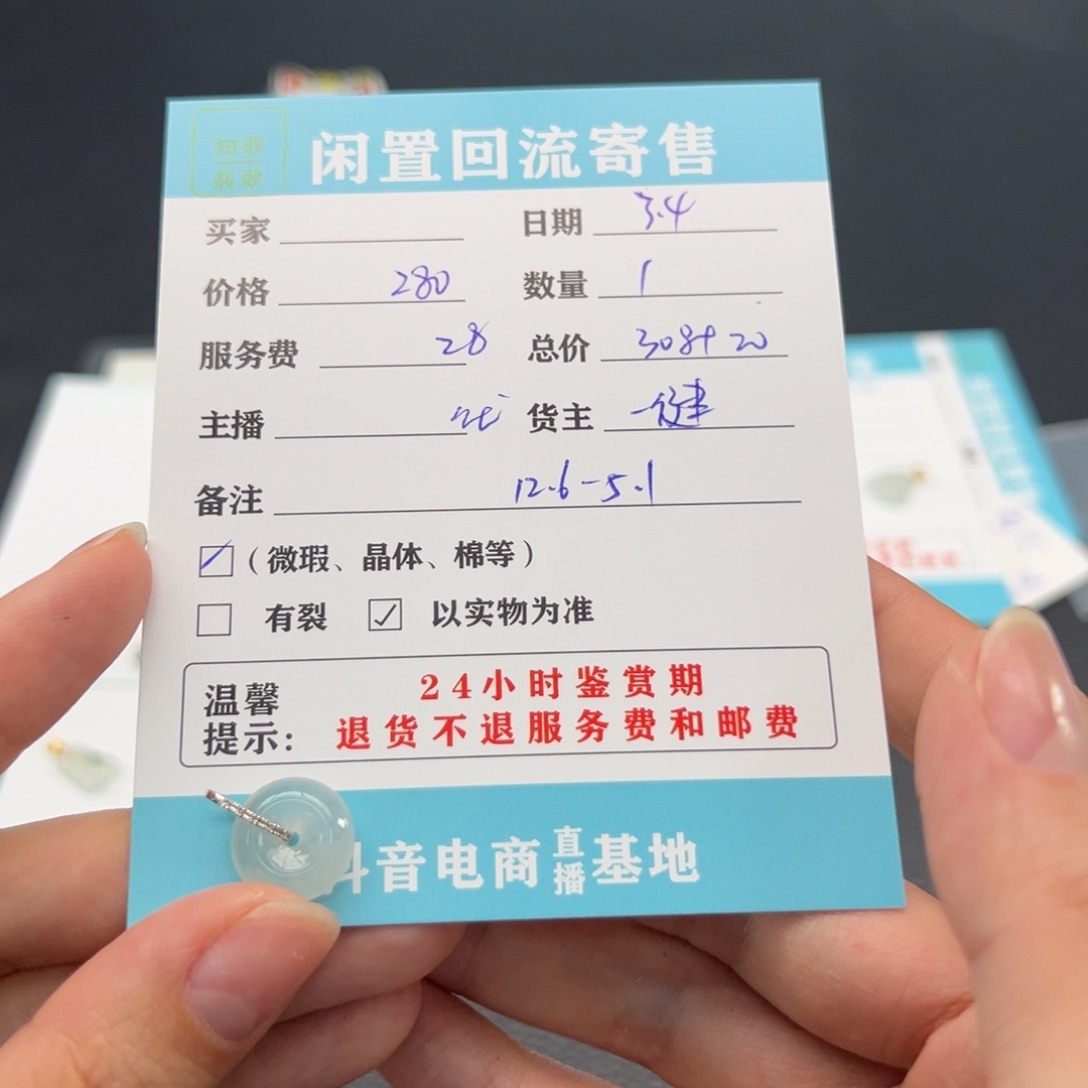 闲置回流寄售
翡翠
买家 日期 3.4
价格 280 数量 1
服务费 28 总价 308+20
主播 货主 一健
备注 12.6-5.1
(微瑕、晶体、棉等)
有裂 ☑ 以实物为准
温馨提示: 24小时鉴赏期
退货不退服务费和邮费
音电商直播基地